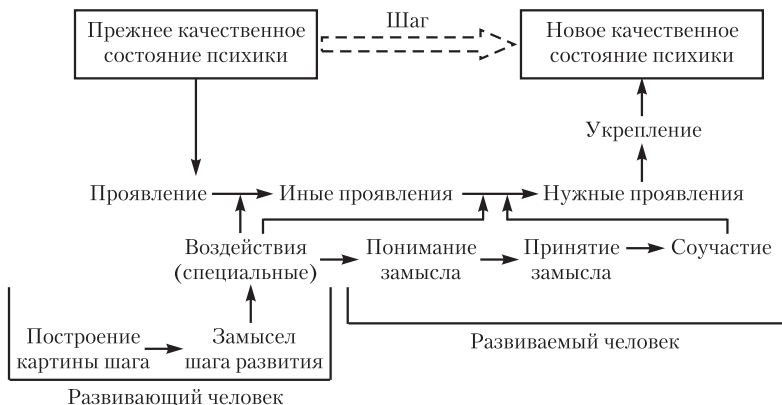 Шаг
Прежнее качественное
состояние психики
Новое качественное
состояние психики
Укрепление
Проявление
Иные проявления
Нужные проявления
Воздействия
(специальные)
Понимание
замысла
Принятие
замысла
Соучастие
Построение
картины шага
Замысел
шага развития
Развиваемый человек
Развивающий человек